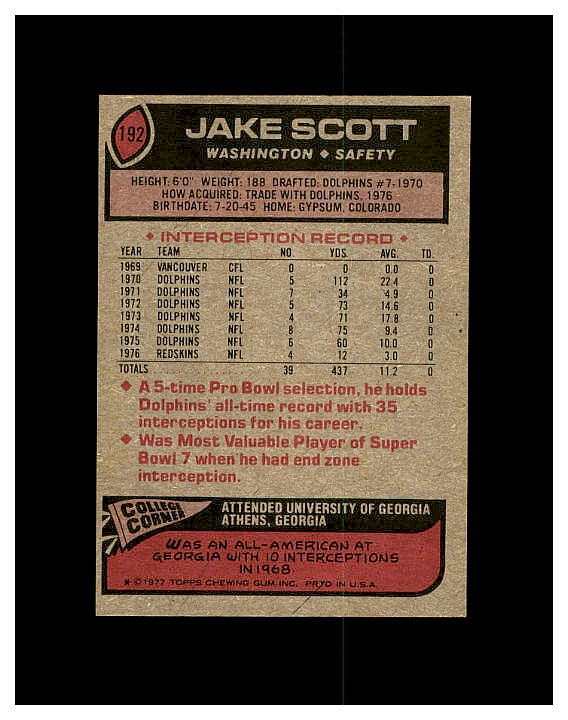 192
JAKE SCOTT
WASHINGTON ◆ SAFETY
HEIGHT: 6'0" WEIGHT: 188 DRAFTED: DOLPHINS #7-1970
HOW ACQUIRED: TRADE WITH DOLPHINS, 1976
BIRTHDATE: 7-20-45 HOME: GYPSUM, COLORADO
◆ INTERCEPTION RECORD ◆
YEAR TEAM NO. YDS. AVG. TD.
1969 VANCOUVER CFL 0 0 0.0 0
1970 DOLPHINS NFL 5 112 22.4 0
1971 DOLPHINS NFL 7 34 4.9 0
1972 DOLPHINS NFL 5 73 14.6 0
1973 DOLPHINS NFL 4 71 17.8 0
1974 DOLPHINS NFL 8 75 9.4 0
1975 DOLPHINS NFL 6 60 10.0 0
1976 REDSKINS NFL 4 12 3.0 0
TOTALS 39 437 11.2 0
◆ A 5-time Pro Bowl selection, he holds
Dolphins' all-time record with 35
interceptions for his career.
◆ Was Most Valuable Player of Super
Bowl 7 when he had end zone
interception.
COLLEGE
CORNER
ATTENDED UNIVERSITY OF GEORGIA
ATHENS, GEORGIA
WAS AN ALL-AMERICAN AT
GEORGIA WITH 10 INTERCEPTIONS
IN 1968
* © 1977 TOPPS CHEWING GUM, INC. PRTD IN U.S.A.